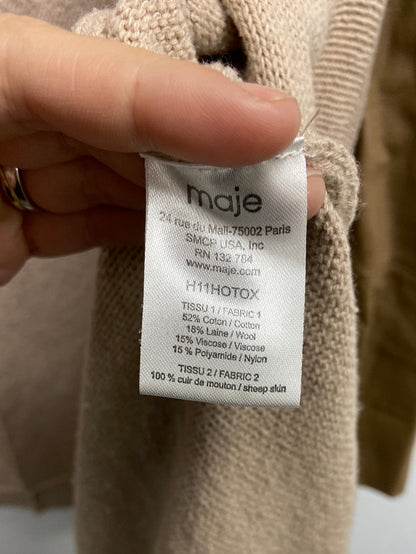 maje
24 rue du Mail-75002 Paris
SMCP USA, Inc
RN 132 784
www.maje.com
H11HOTOX
TISSU 1 / FABRIC 1
52% Coton / Cotton
18% Laine / Wool
15% Viscose / Viscose
15 % Polyamide / Nylon
TISSU 2 / FABRIC 2
100 % cuir de mouton / sheep skin